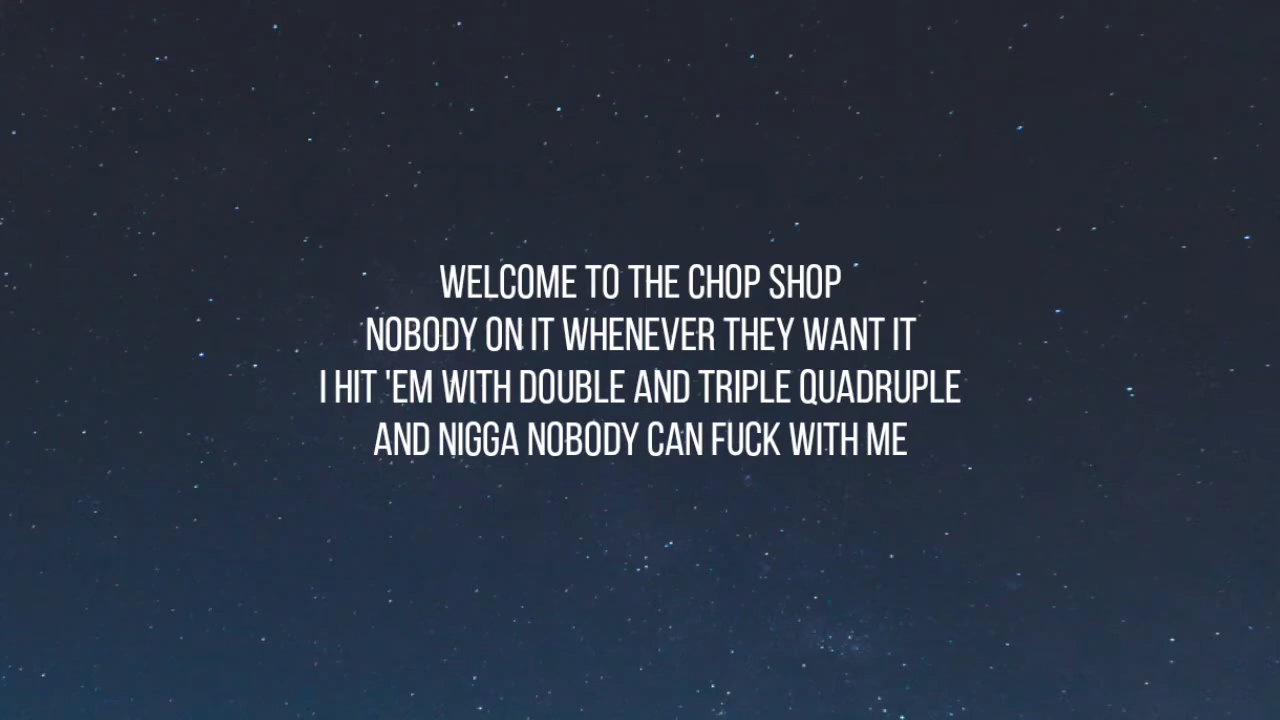 WELCOME TO THE CHOP SHOP
NOBODY ON IT WHENEVER THEY WANT IT
I HIT 'EM WITH DOUBLE AND TRIPLE QUADRUPLE
AND NIGGA NOBODY CAN FUCK WITH ME